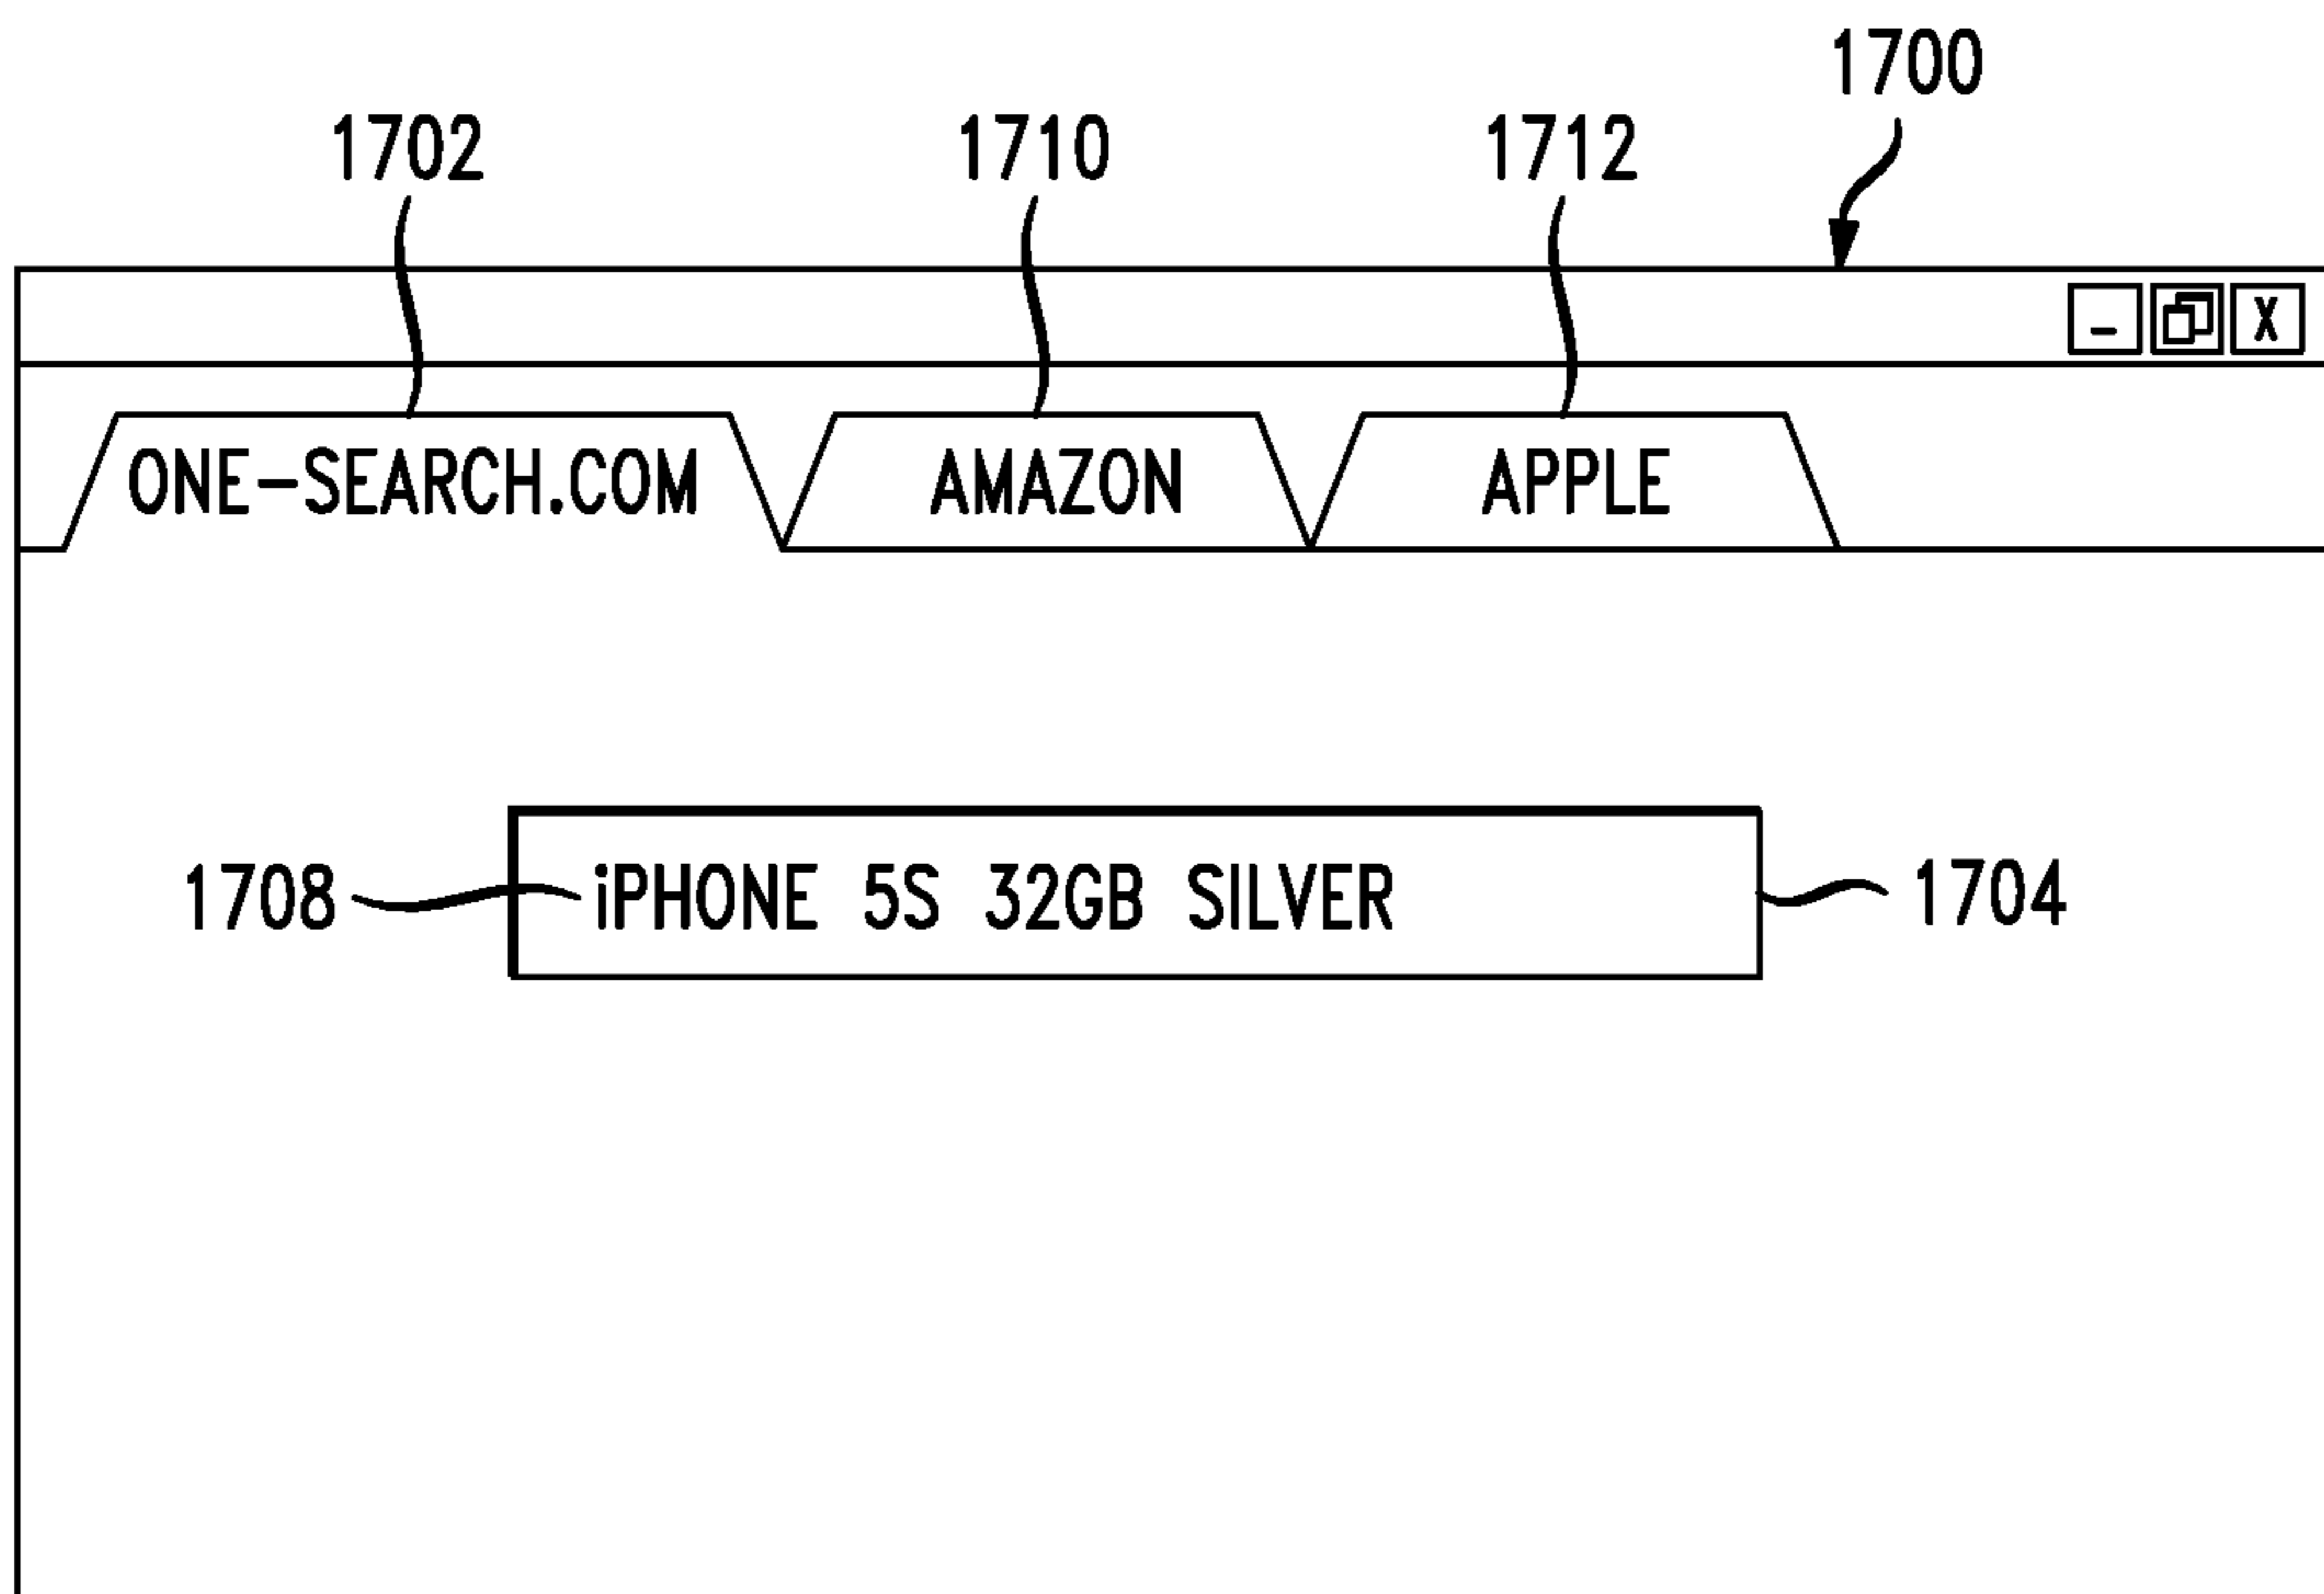 1700
1702 1710 1712
_ X
ONE-SEARCH.COM AMAZON APPLE
1708 iPHONE 5S 32GB SILVER 1704